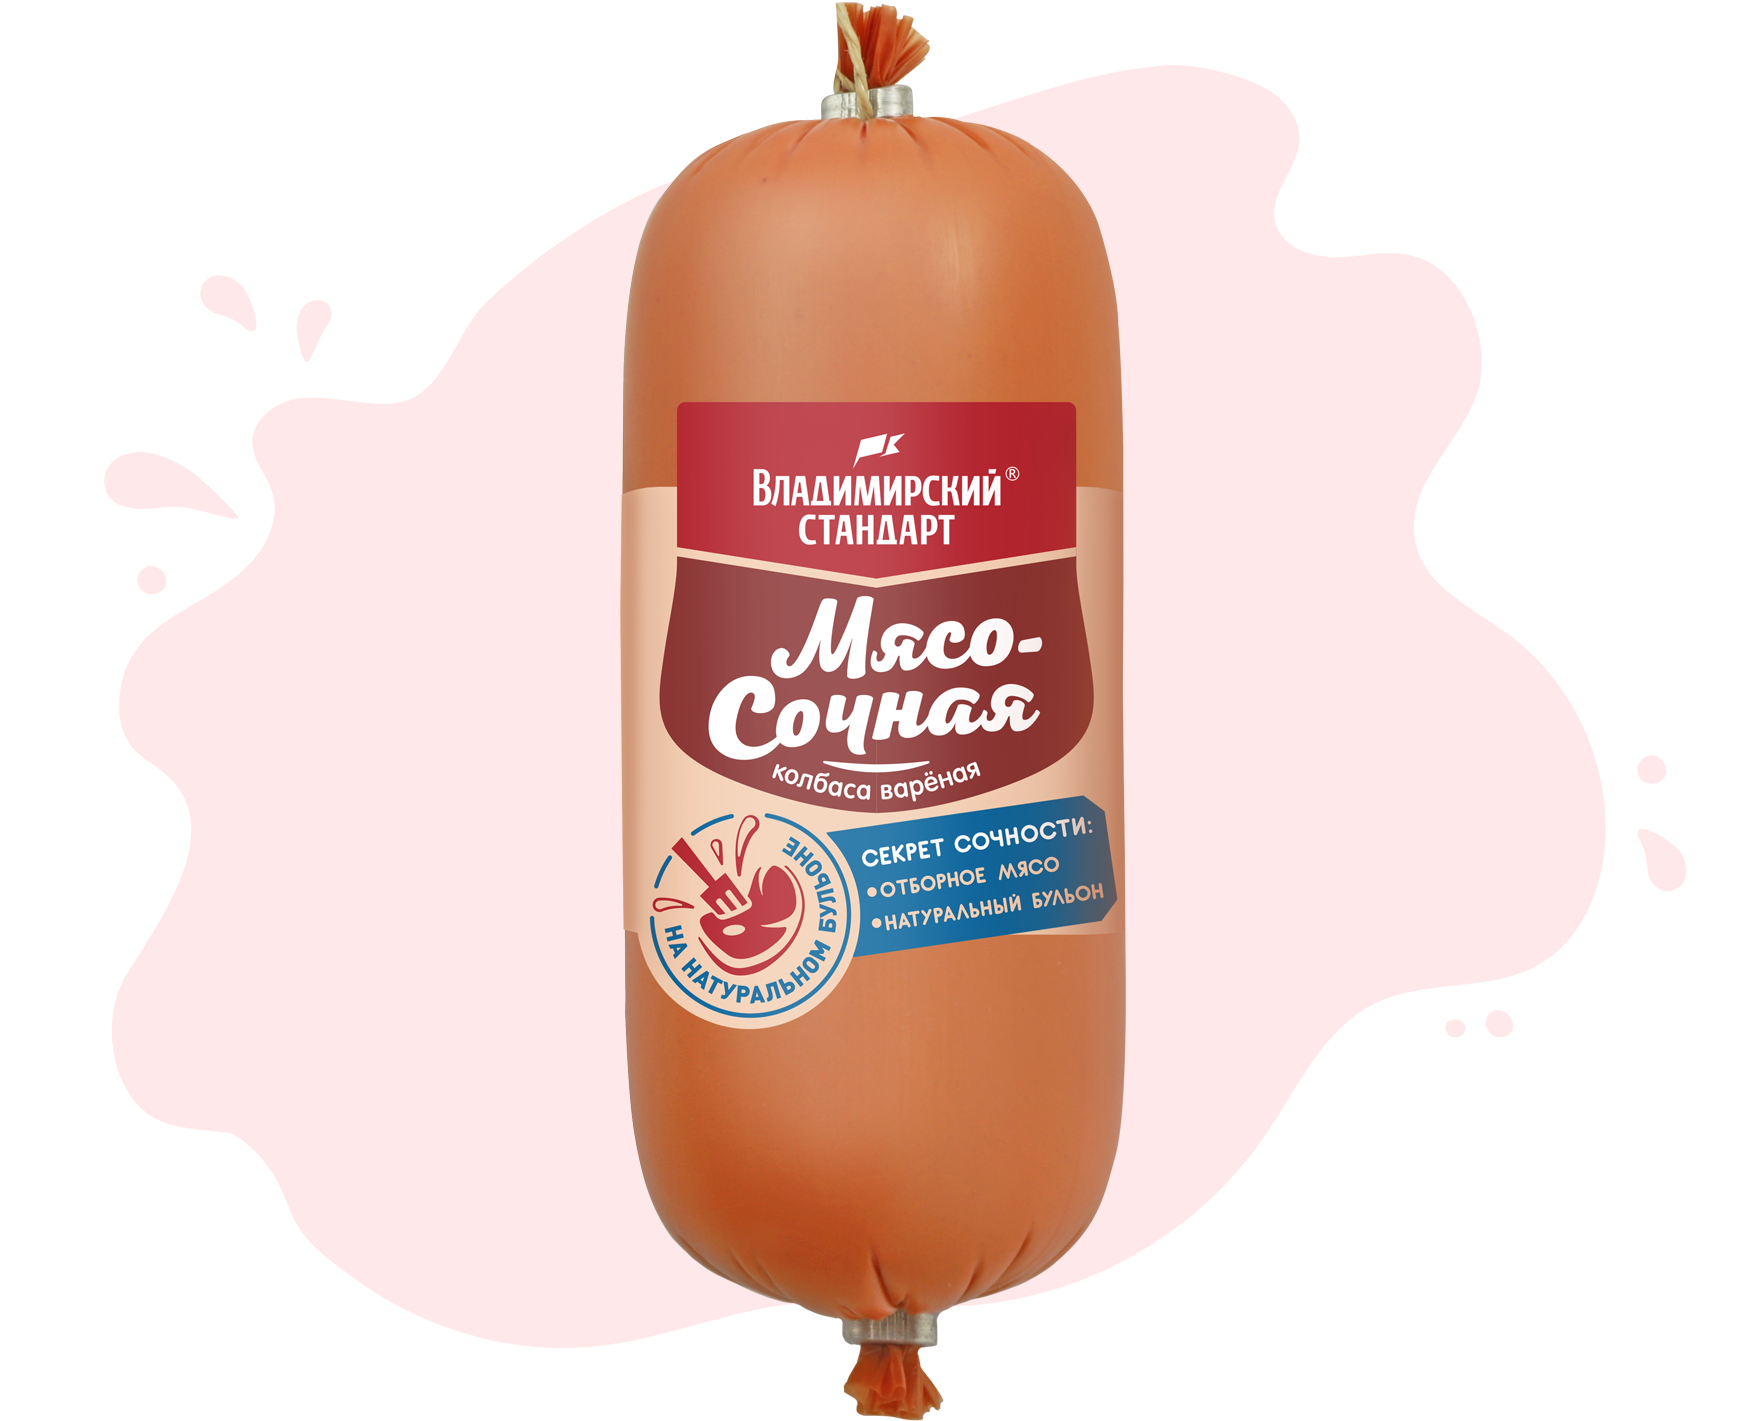 Владимирский®
стандарт
Мясо-
Сочная
колбаса варёная
СЕКРЕТ СОЧНОСТИ:
•ОТБОРНОЕ МЯСО
•НАТУРАЛЬНЫЙ БУЛЬОН
НА НАТУРАЛЬНОМ БУЛЬОНЕ